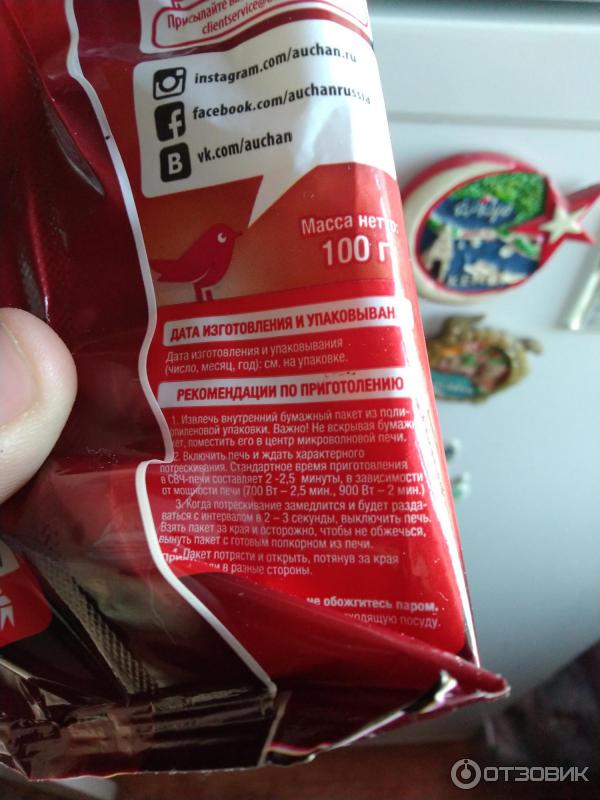 Присылайте
clientservice@
instagram.com/auchan.ru
facebook.com/auchanrussia
vk.com/auchan
Масса нетто:
100 г
ДАТА ИЗГОТОВЛЕНИЯ И УПАКОВЫВАН
Дата изготовления и упаковывания
(число, месяц, год): см. на упаковке.
РЕКОМЕНДАЦИИ ПО ПРИГОТОЛЕНИЮ
1. Извлечь внутренний бумажный пакет из поли-
пропиленовой упаковки. Важно! Не вскрывая бумаж
кет, поместить его в центр микроволновой печи.
2. Включить печь и ждать характерного
потрескивания. Стандартное время приготовления
в СВЧ-печи составляет 2 -2,5 минуты, в зависимости
от мощности печи (700 Вт – 2,5 мин., 900 Вт – 2 мин.)
3. Когда потрескивание замедлится и будет разда-
ваться с интервалом в 2 – 3 секунды, выключить печь.
Взять пакет за края и осторожно, чтобы не обжечься,
вынуть пакет с готовым попкорном из печи.
4. Пакет потрясти и открыть, потянув за края
в разные стороны.
не обожгитесь паром.
посуду.
КЕМЕР
ОТЗОВИК